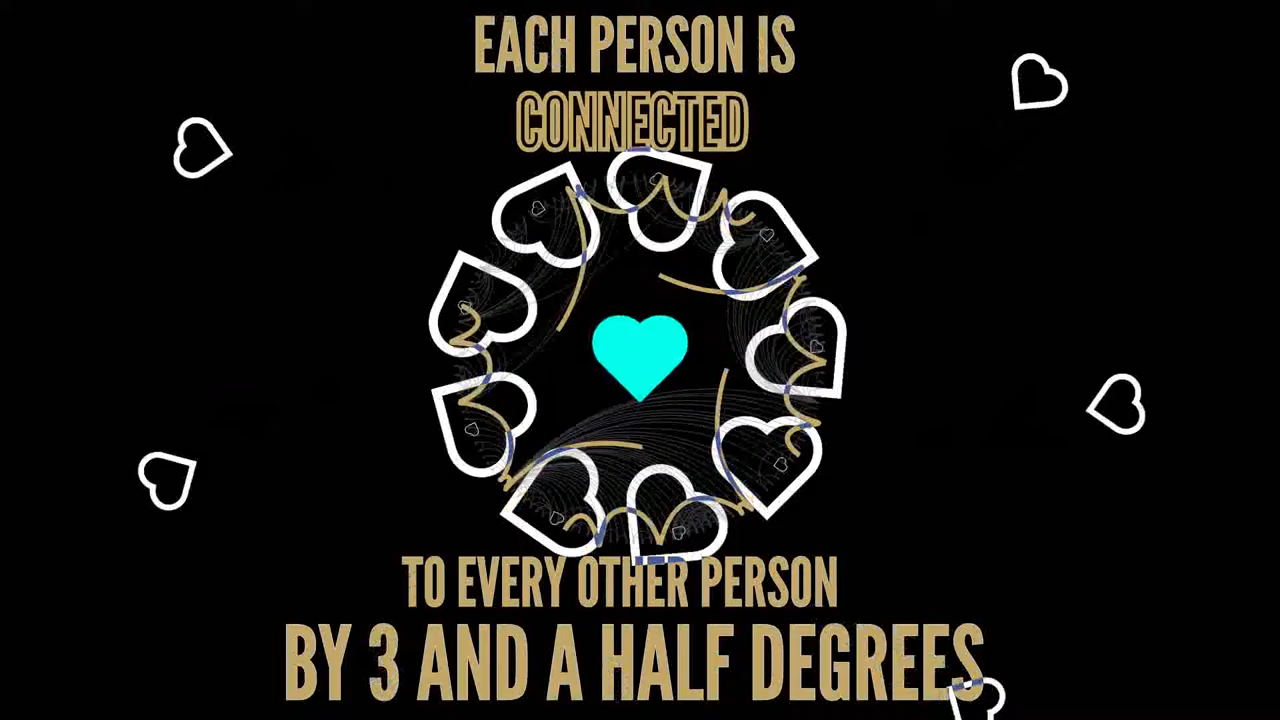 EACH PERSON IS
CONNECTED
TO EVERY OTHER PERSON
BY 3 AND A HALF DEGREES